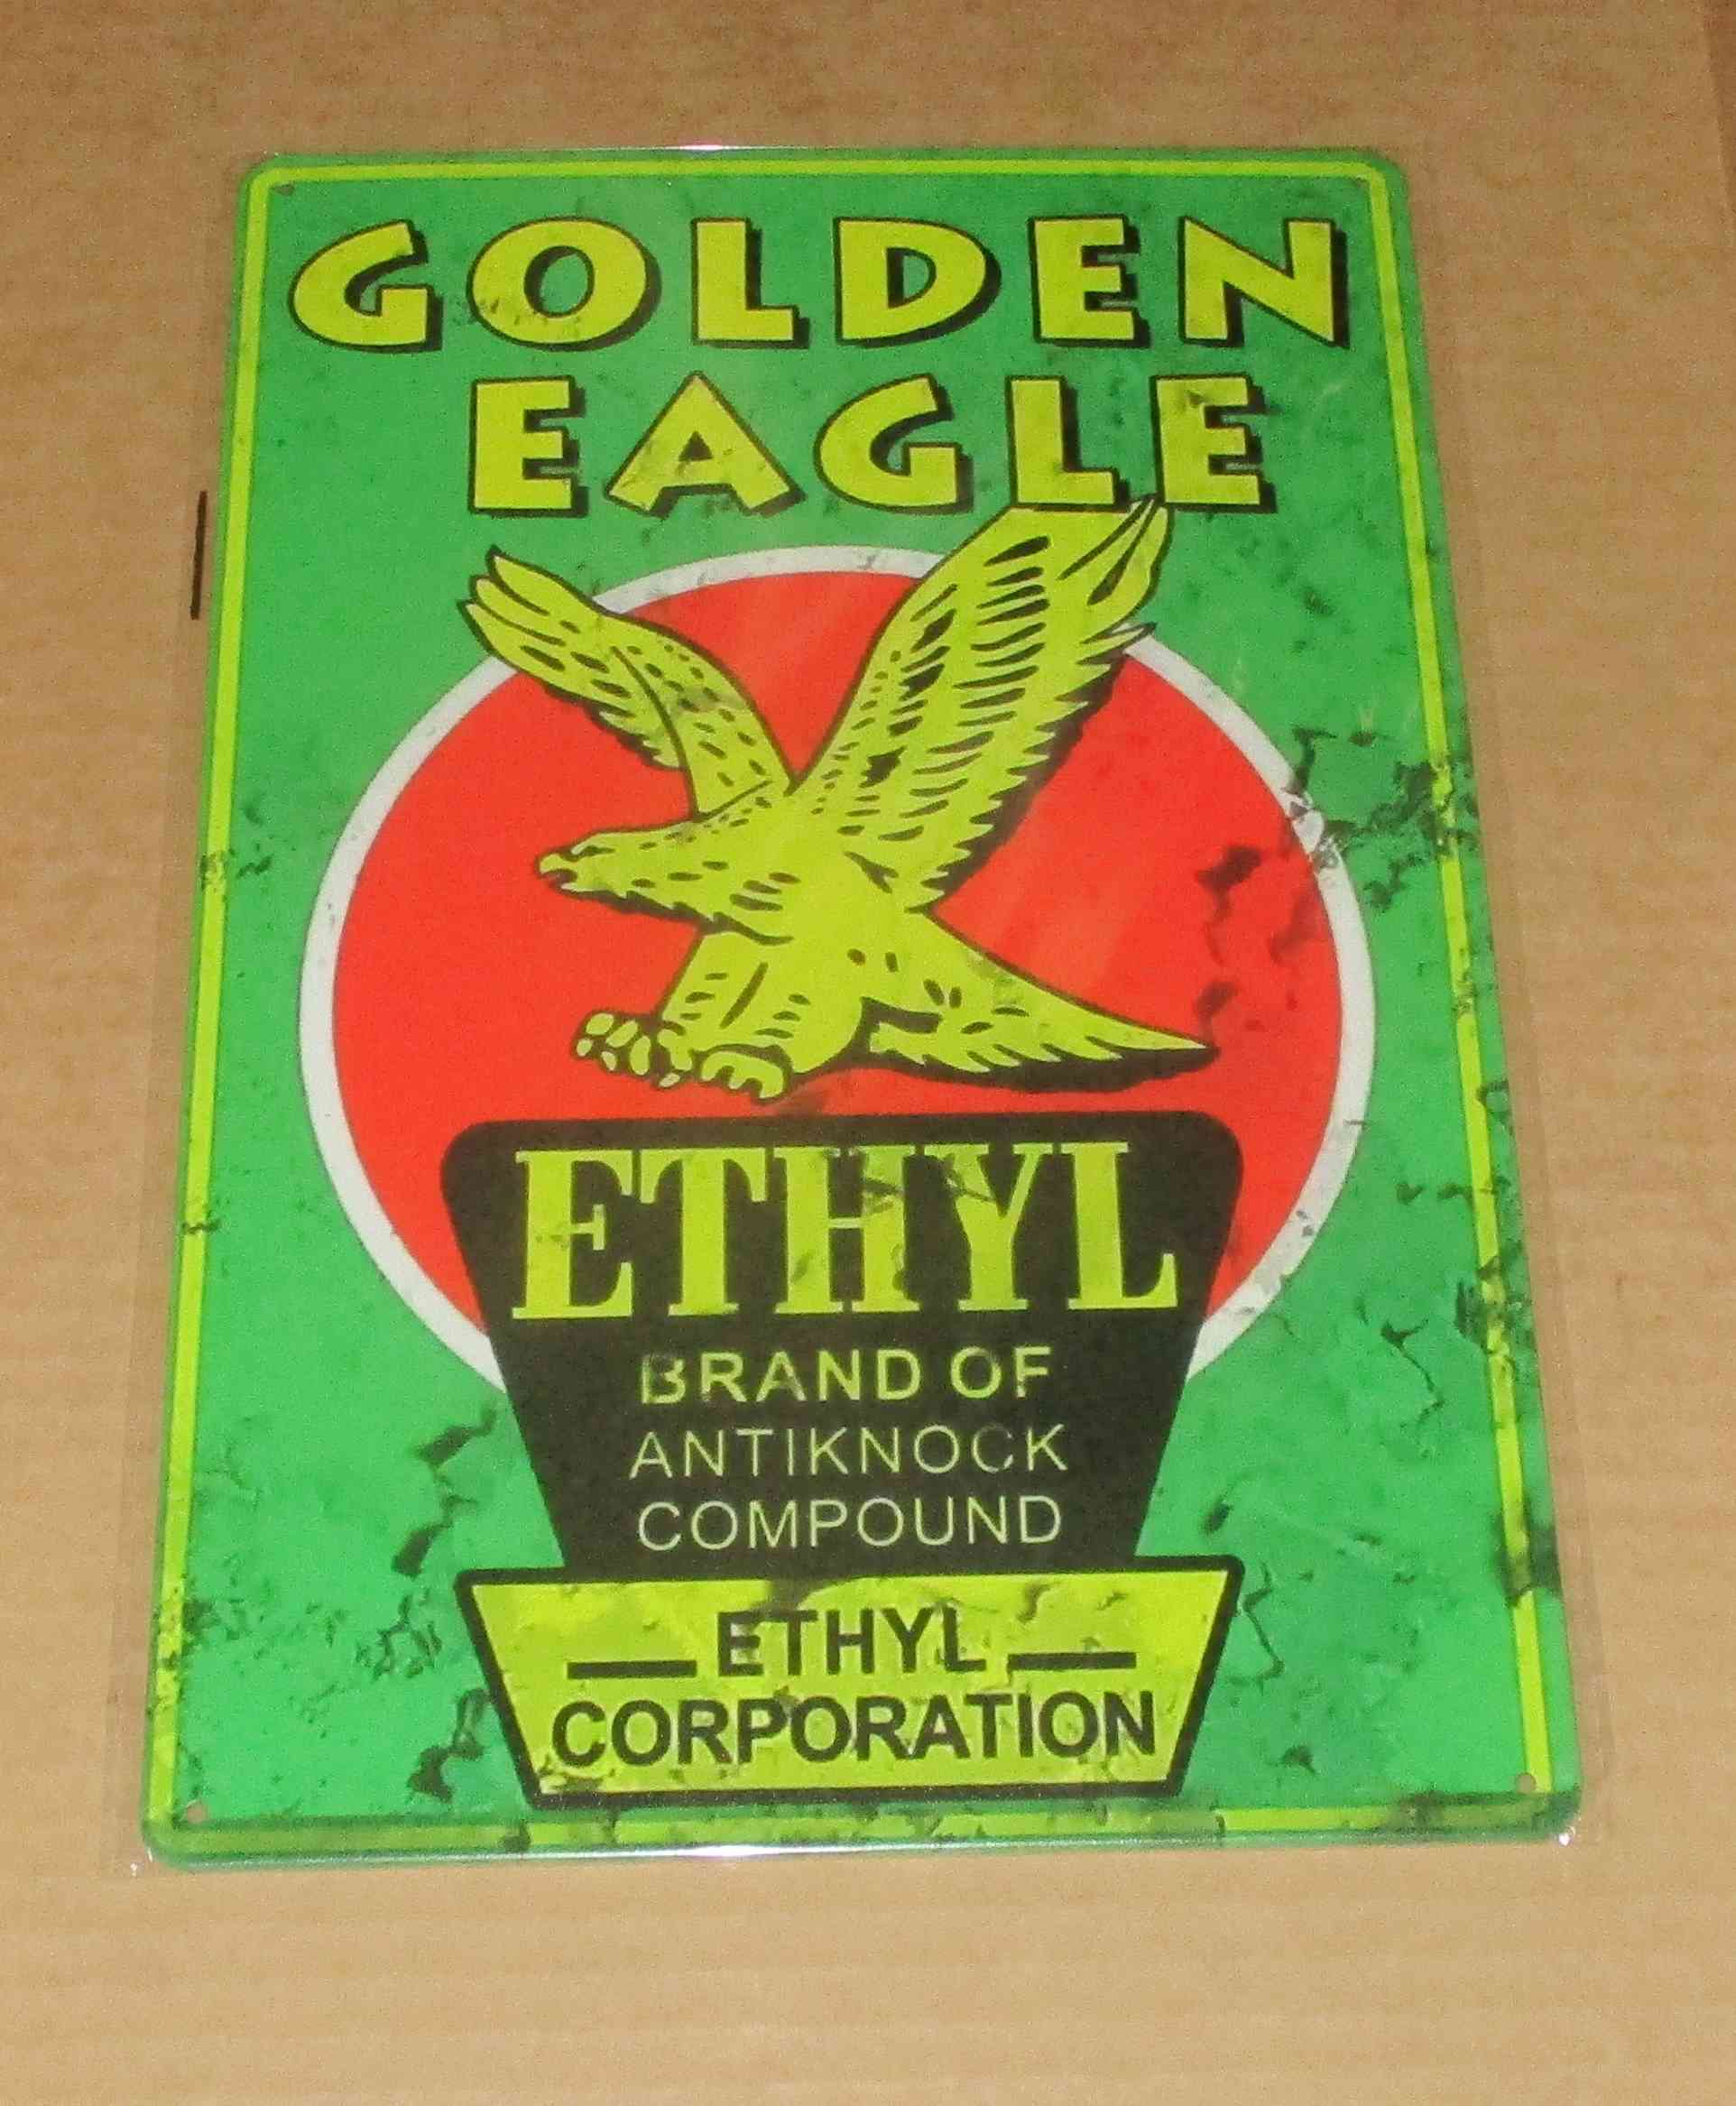 GOLDEN
EAGLE
ETHYL
BRAND OF
ANTIKNOCK
COMPOUND
ETHYL
CORPORATION